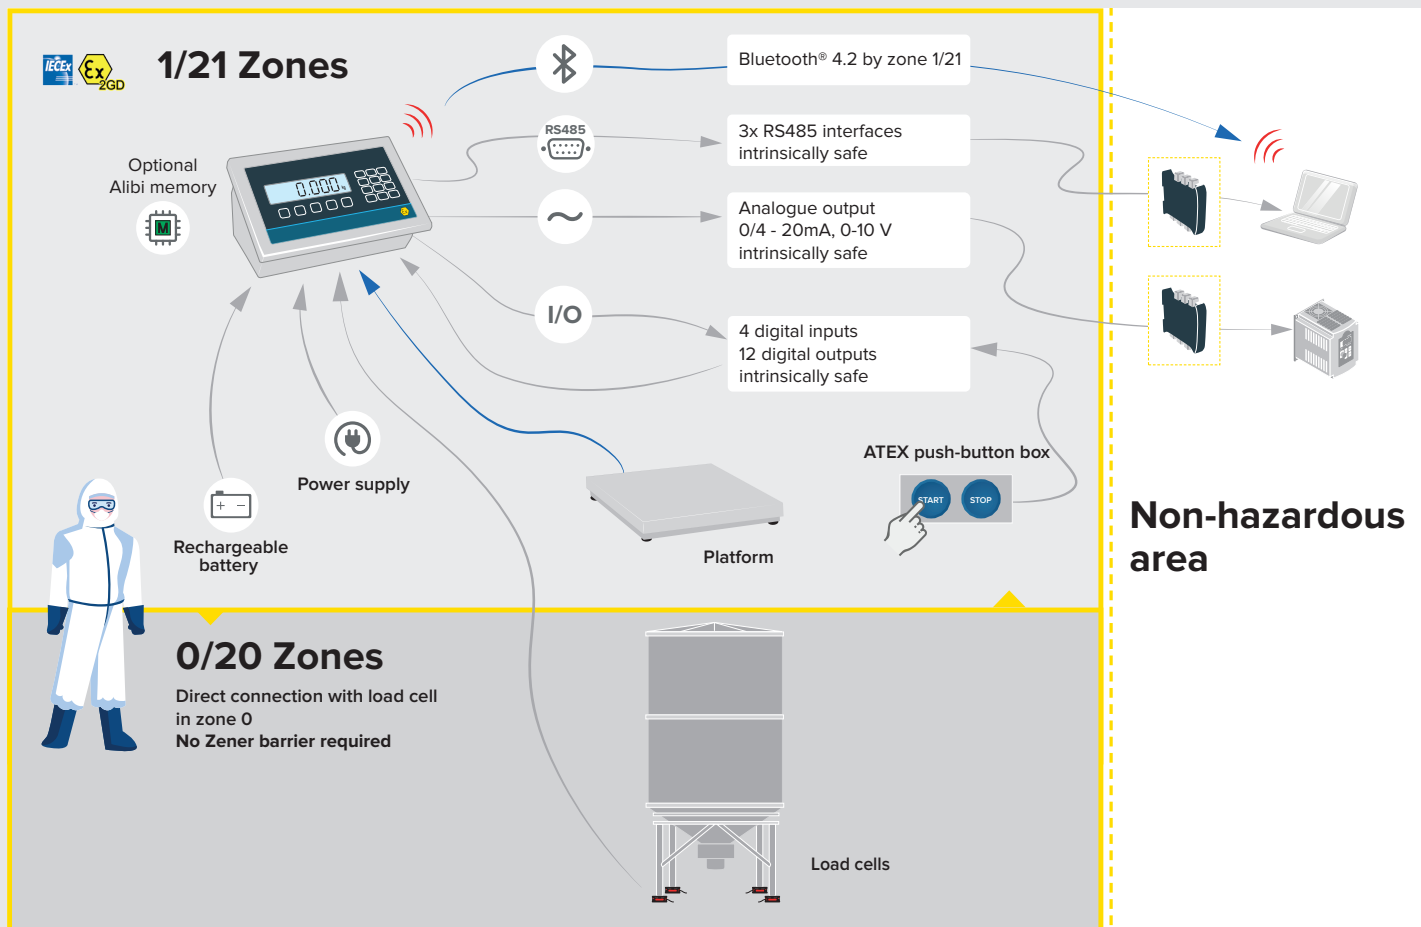 IECEx
Ex
2GD
1/21 Zones
Bluetooth® 4.2 by zone 1/21
RS485
3x RS485 interfaces
intrinsically safe
Optional
Alibi memory
M
0.000
Analogue output
0/4 - 20mA, 0-10 V
intrinsically safe
I/O
4 digital inputs
12 digital outputs
intrinsically safe
ATEX push-button box
START
STOP
Power supply
Rechargeable
battery
Platform
Non-hazardous
area
0/20 Zones
Direct connection with load cell
in zone 0
No Zener barrier required
Load cells